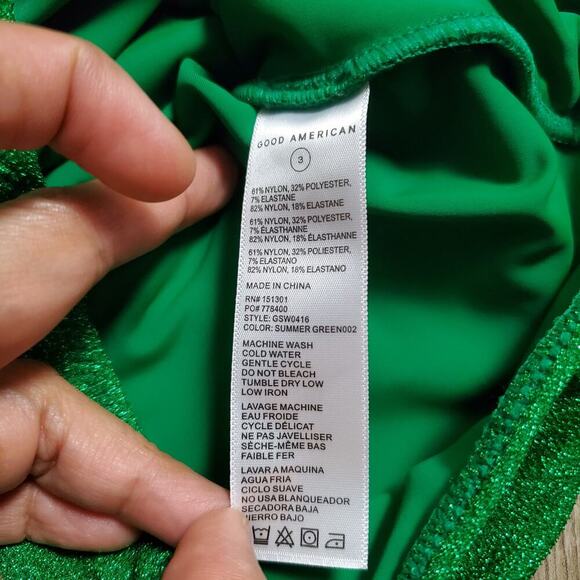 GOOD AMERICAN
3
61% NYLON, 32% POLYESTER,
7% ELASTANE
82% NYLON, 18% ELASTANE
61% NYLON, 32% POLYESTER,
7% ÉLASTHANNE
82% NYLON, 18% ÉLASTHANNE
61% NYLON, 32% POLIESTER,
7% ELASTANO
82% NYLON, 18% ELASTANO
MADE IN CHINA
RN# 151301
PO# 778400
STYLE: GSW0416
COLOR: SUMMER GREEN002
MACHINE WASH
COLD WATER
GENTLE CYCLE
DO NOT BLEACH
TUMBLE DRY LOW
LOW IRON
LAVAGE MACHINE
EAU FROIDE
CYCLE DÉLICAT
NE PAS JAVELLISER
SÈCHE-MÊME BAS
FAIBLE FER
LAVAR A MAQUINA
AGUA FRIA
CICLO SUAVE
NO USA BLANQUEADOR
SECADORA BAJA
HIERRO BAJO